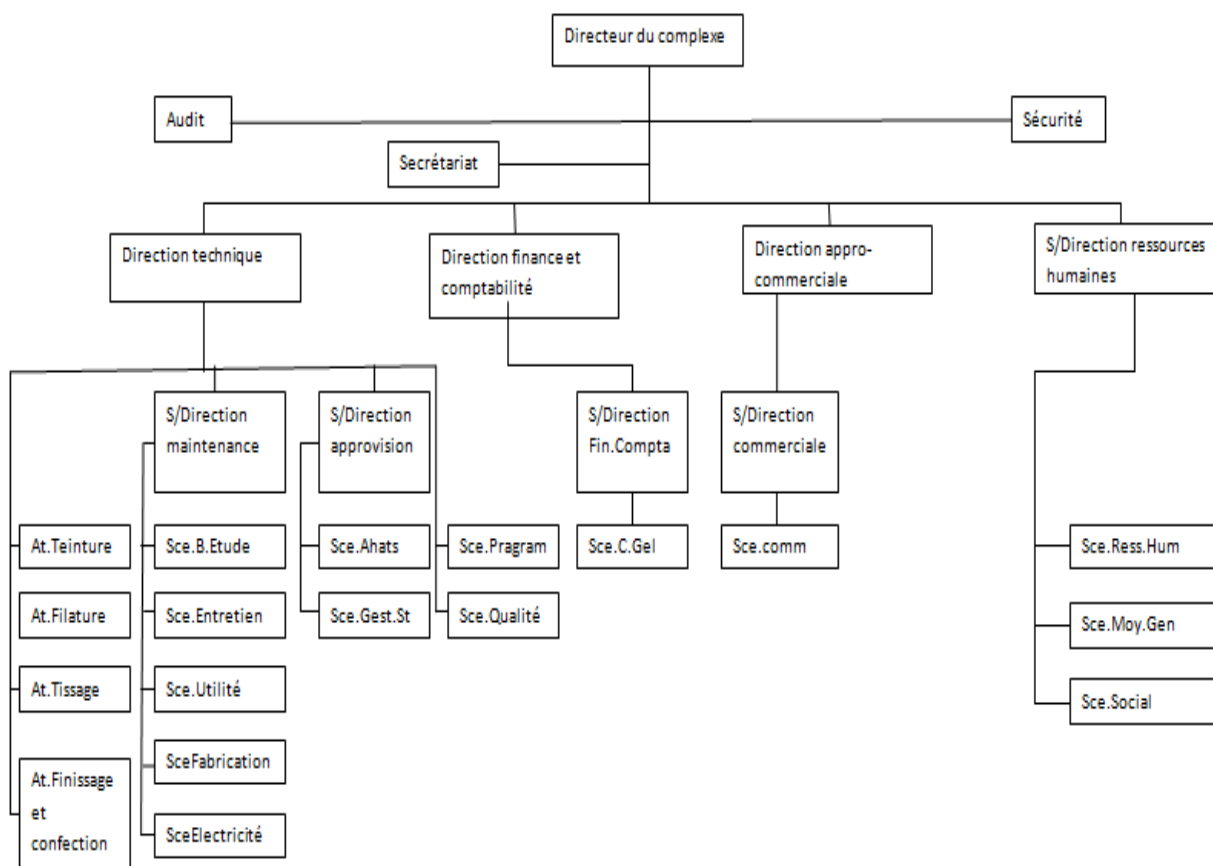 Directeur du complexe
Audit
Sécurité
Secrétariat
Direction technique
Direction finance et
comptabilité
Direction appro-
commerciale
S/Direction ressources
humaines
S/Direction
maintenance
S/Direction
approvision
S/Direction
Fin.Compta
S/Direction
commerciale
At.Teinture
Sce.B.Etude
Sce.Ahats
Sce.Pragram
Sce.C.Gel
Sce.comm
Sce.Ress.Hum
At.Filature
Sce.Entretien
Sce.Gest.St
Sce.Qualité
Sce.Moy.Gen
At.Tissage
Sce.Utilité
Sce.Social
At.Finissage
et
confection
SceFabrication
SceElectricité